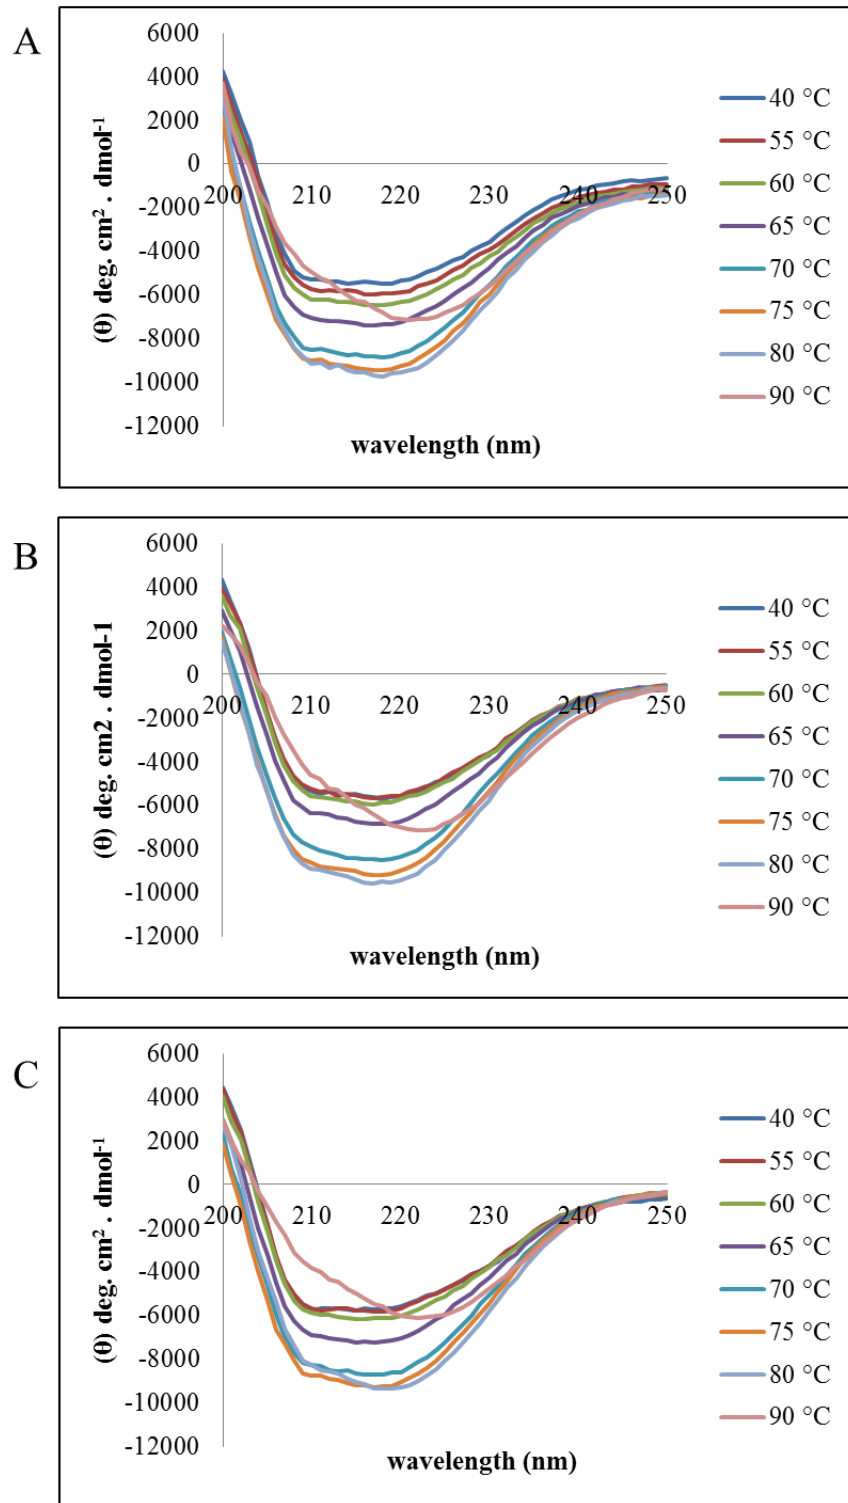 A
6000
4000
2000
0
-2000
-4000
-6000
-8000
-10000
-12000
200 210 220 230 240 250
(θ) deg. cm² . dmol⁻¹
wavelength (nm)
40 °C
55 °C
60 °C
65 °C
70 °C
75 °C
80 °C
90 °C
B
6000
4000
2000
0
-2000
-4000
-6000
-8000
-10000
-12000
200 210 220 230 240 250
(θ) deg. cm2 . dmol-1
wavelength (nm)
40 °C
55 °C
60 °C
65 °C
70 °C
75 °C
80 °C
90 °C
C
6000
4000
2000
0
-2000
-4000
-6000
-8000
-10000
-12000
200 210 220 230 240 250
(θ) deg. cm² . dmol⁻¹
wavelength (nm)
40 °C
55 °C
60 °C
65 °C
70 °C
75 °C
80 °C
90 °C